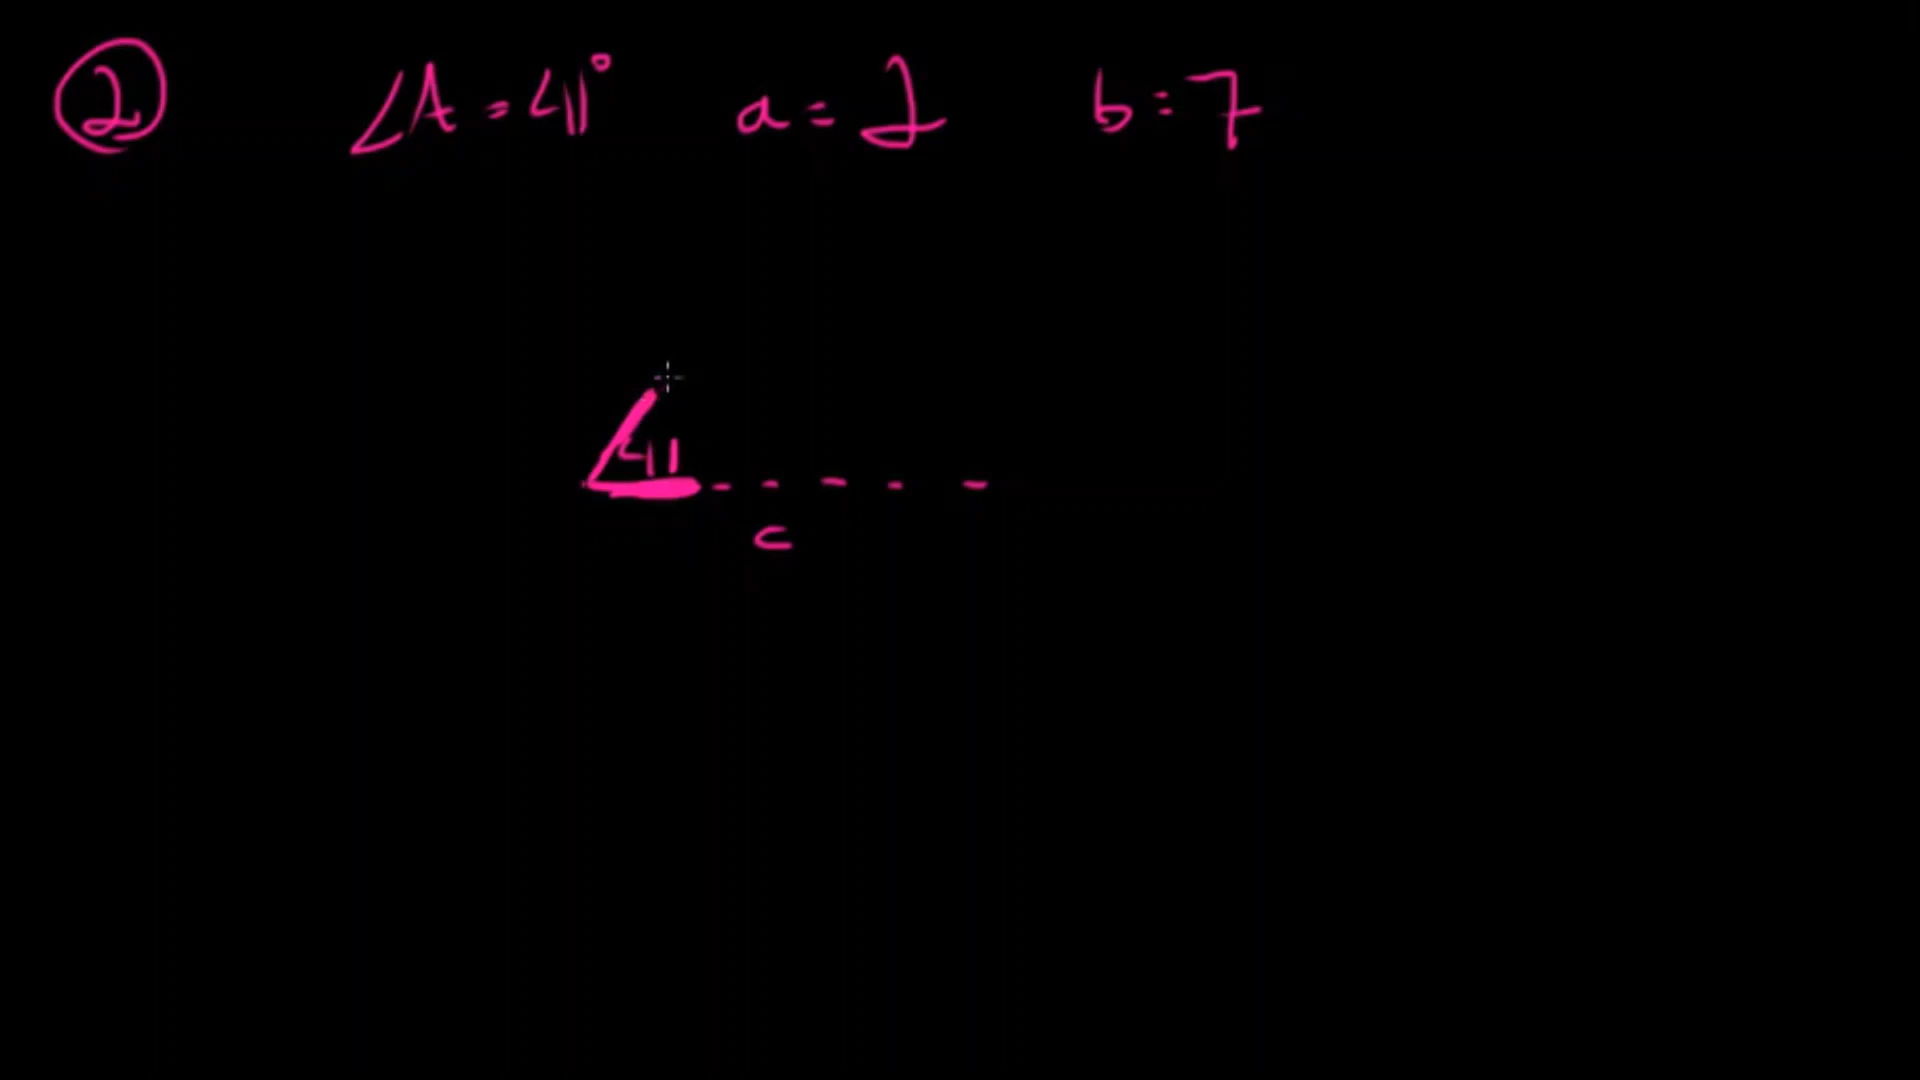 2 ∠A = 41° a = 2 b = 7
41
c